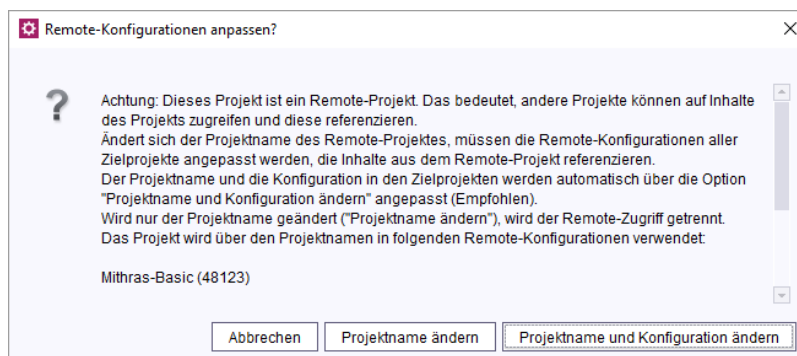 Remote-Konfigurationen anpassen?
Achtung: Dieses Projekt ist ein Remote-Projekt. Das bedeutet, andere Projekte können auf Inhalte
des Projekts zugreifen und diese referenzieren.
Ändert sich der Projektname des Remote-Projektes, müssen die Remote-Konfigurationen aller
Zielprojekte angepasst werden, die Inhalte aus dem Remote-Projekt referenzieren.
Der Projektname und die Konfiguration in den Zielprojekten werden automatisch über die Option
"Projektname und Konfiguration ändern" angepasst (Empfohlen).
Wird nur der Projektname geändert ("Projektname ändern"), wird der Remote-Zugriff getrennt.
Das Projekt wird über den Projektnamen in folgenden Remote-Konfigurationen verwendet:
Mithras-Basic (48123)
Abbrechen Projektname ändern Projektname und Konfiguration ändern